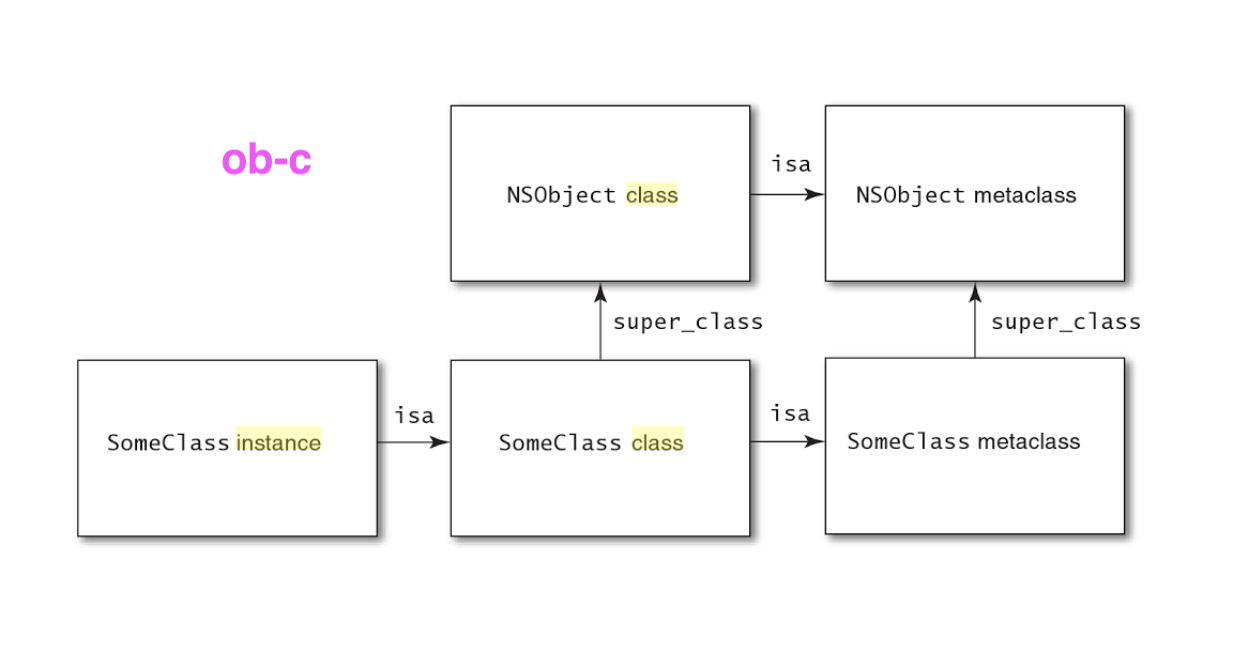 ob-c
NSObject class
isa
NSObject metaclass
super_class
super_class
SomeClass instance
isa
SomeClass class
isa
SomeClass metaclass